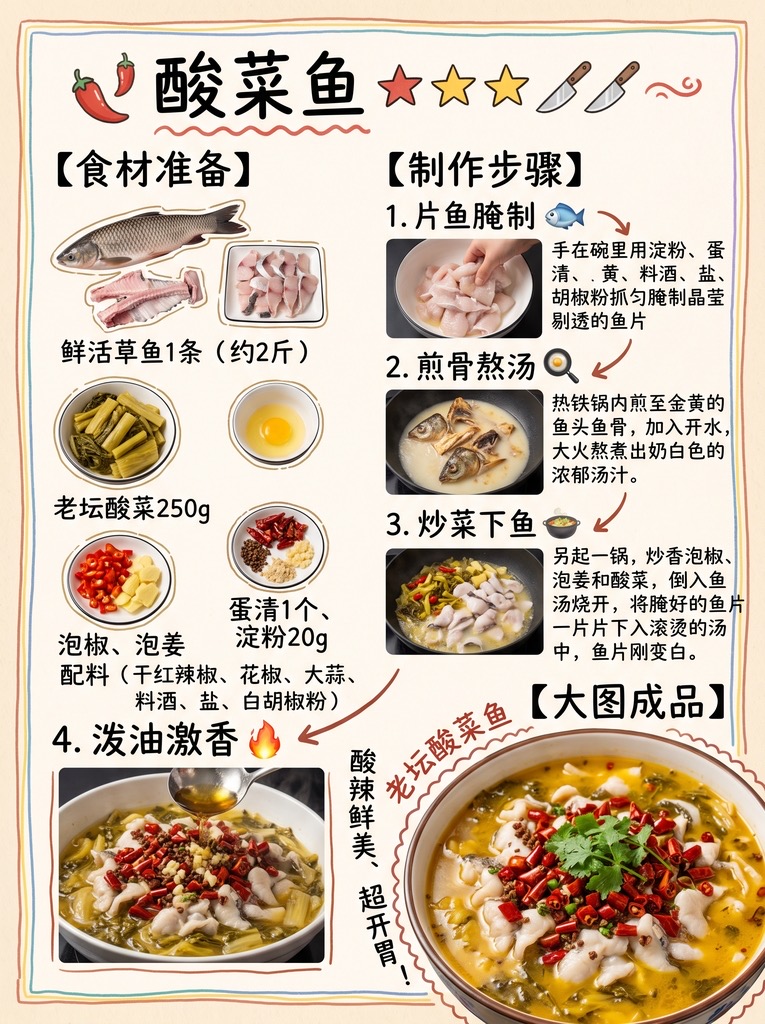 酸菜鱼
【食材准备】
鲜活草鱼1条（约2斤）
老坛酸菜250g
蛋清1个、
淀粉20g
泡椒、泡姜
配料（干红辣椒、花椒、大蒜、
料酒、盐、白胡椒粉）
【制作步骤】
1. 片鱼腌制
手在碗里用淀粉、蛋
清、. 黄、料酒、盐、
胡椒粉抓匀腌制晶莹
剔透的鱼片
2. 煎骨熬汤
热铁锅内煎至金黄的
鱼头鱼骨，加入开水，
大火熬煮出奶白色的
浓郁汤汁。
3. 炒菜下鱼
另起一锅，炒香泡椒、
泡姜和酸菜，倒入鱼
汤烧开，将腌好的鱼片
一片片下入滚烫的汤
中，鱼片刚变白。
4. 泼油激香
【大图成品】
老坛酸菜鱼
酸辣鲜美、超开胃！